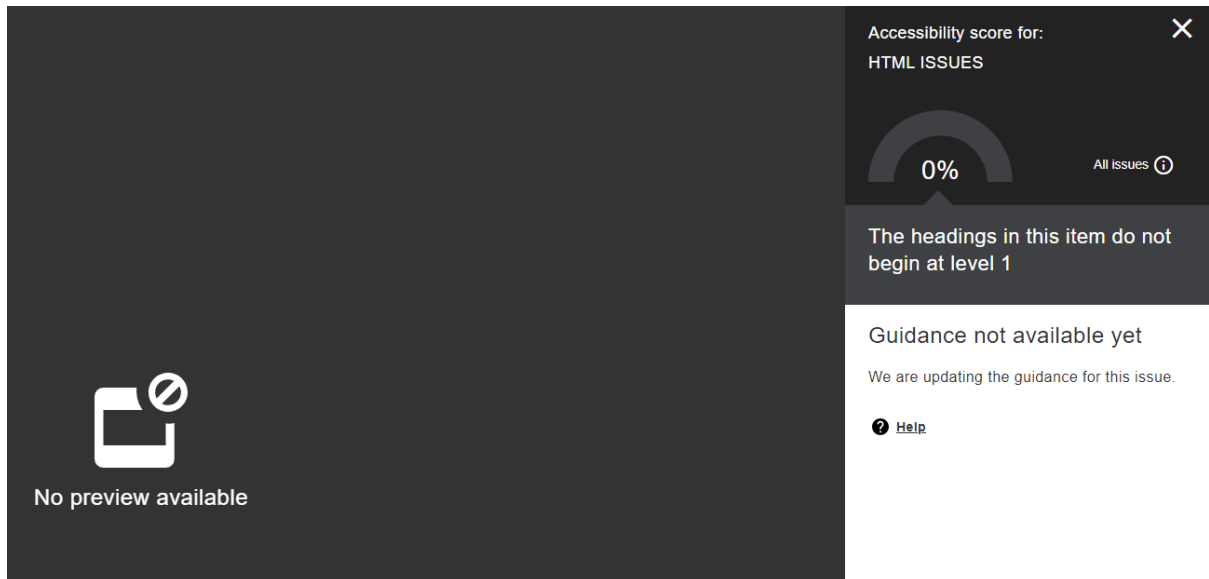 No preview available
Accessibility score for:
HTML ISSUES
0%
All issues
The headings in this item do not
begin at level 1
Guidance not available yet
We are updating the guidance for this issue.
Help